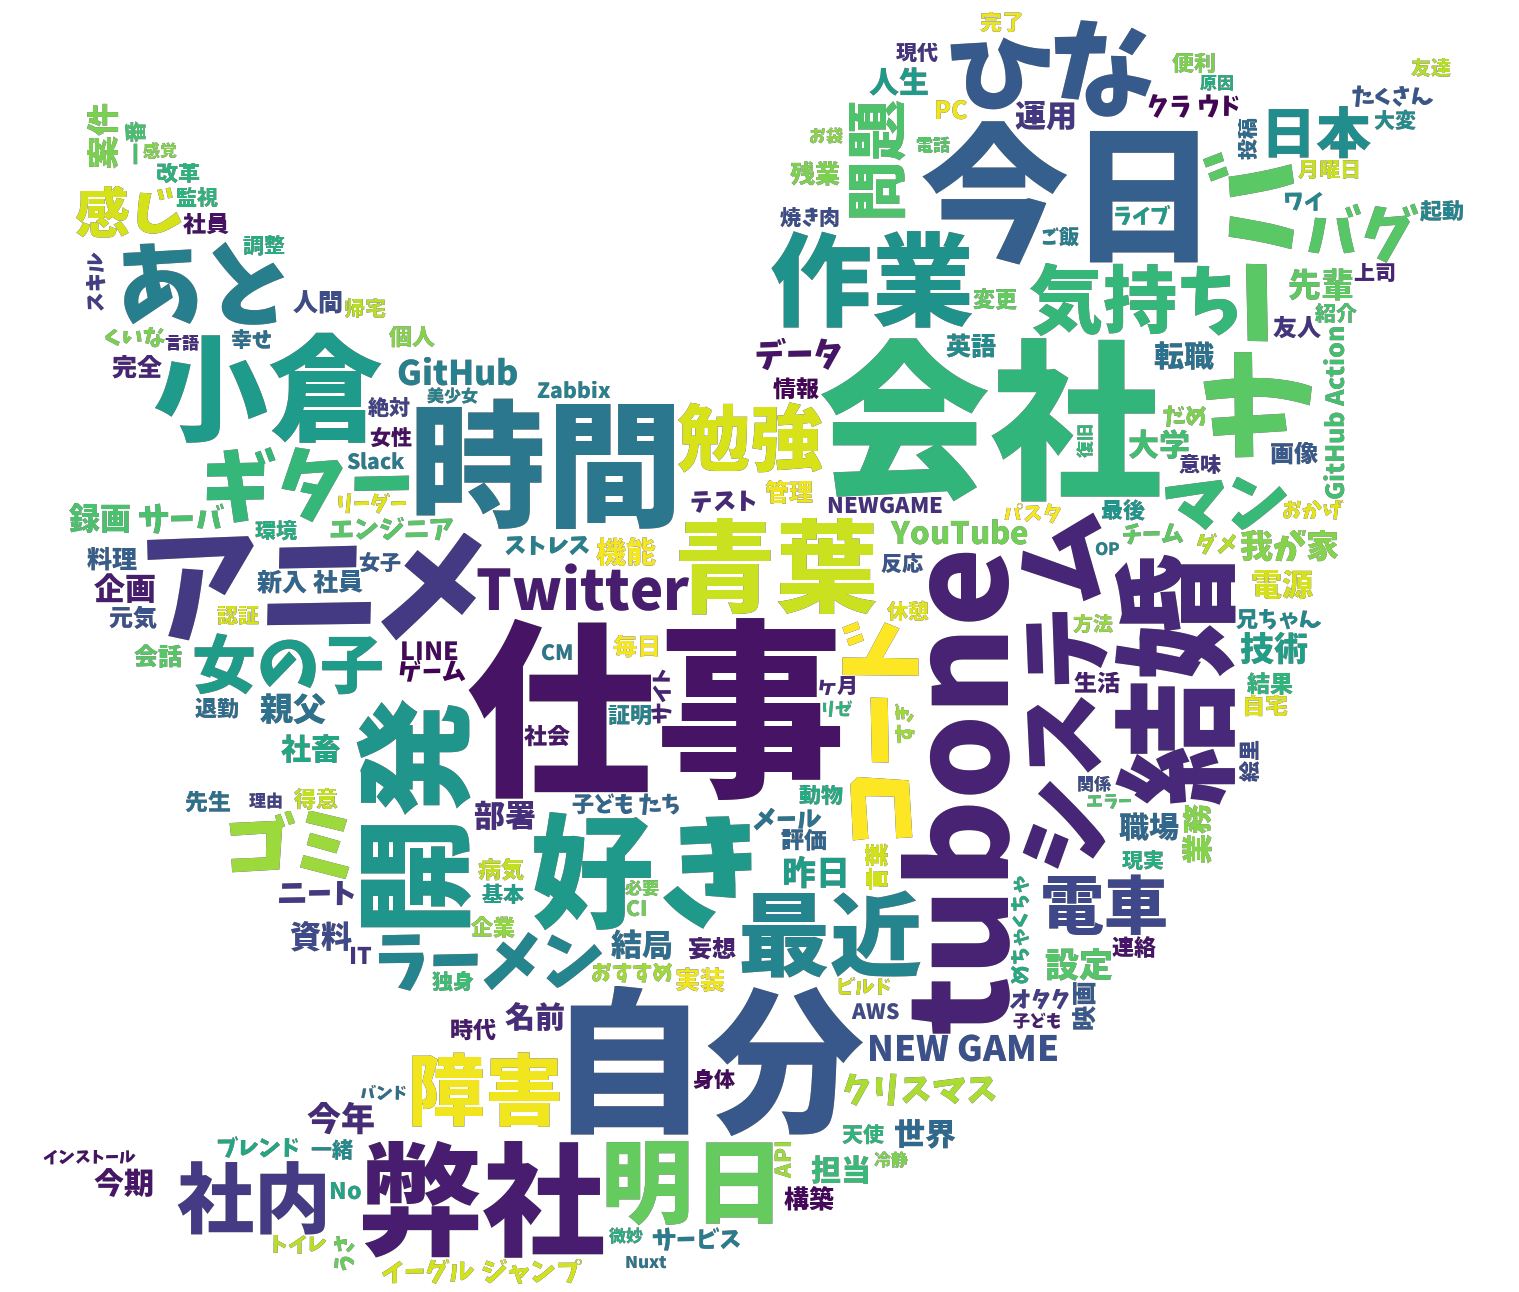 完了
現代
ひな
便利
友達
人生
原因
たくさん
PC
運用
クラウド
案件
一番
感覚
お袋
問題
電話
今日
投稿
日本
大変
改革
残業
月曜日
感じ
監視
社員
焼き肉
ライブ
ワイ
バグ
起動
調整
ご飯
あと
スキル
作業
気持ち
先輩
上司
人間
帰宅
変更
紹介
くいな
言語
幸せ
個人
友人
完全
小倉
データ
英語
転職
GitHub Action
GitHub
美少女
Zabbix
情報
会社
キー
ミ
絶対
時間
勉強
だめ
女性
復旧
大学
意味
画像
ギター
Slack
リーダー
テスト
管理
NEWGAME
パスタ
最後
マン
おかげ
録画
サーバ
環境
エンジニア
YouTube
チーム
ダメ
我が家
料理
アニメ
女子
ストレス
機能
青葉
反応
OP
企画
新入 社員
Twitter
電源
元気
認証
休憩
兄ちゃん
方法
女の子
会話
LINE
ゲーム
仕事
CM
毎日
コード
tubone
システム
結婚
技術
退勤
親父
サイト
ヶ月
生活
結果
証明
リゼ
自宅
社畜
開発
社会
すぎ
絵里
先生
理由
得意
部署
子ども たち
動物
関係
エラー
ゴミ
好き
メール
評価
職場
業務
ニート
病気
基本
必要
CI
昨日
言葉
現実
電車
めちゃくちゃ
資料
IT
ラーメン
企業
結局
妄想
最近
連絡
独身
おすすめ
実装
ビルド
設定
時代
名前
自分
AWS
オタク
子ども
映画
NEW GAME
障害
身体
クリスマス
バンド
今年
天使
世界
インストール
ブレンド
一緒
明日
API
担当
冷静
今期
社内
No
弊社
構築
トイレ
うさ
微妙
サービス
イーグル ジャンプ
Nuxt